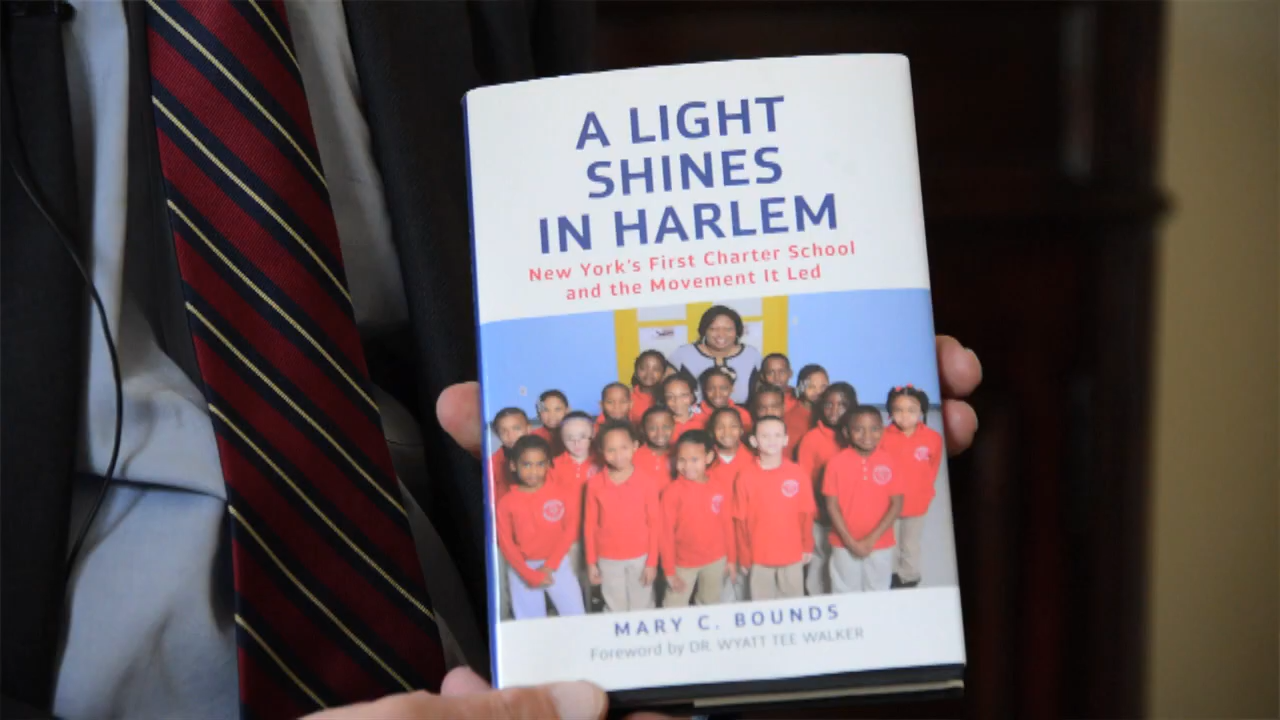 A LIGHT
SHINES
IN HARLEM
New York's First Charter School
and the Movement It Led
MARY C. BOUNDS
Foreword by DR. WYATT TEE WALKER